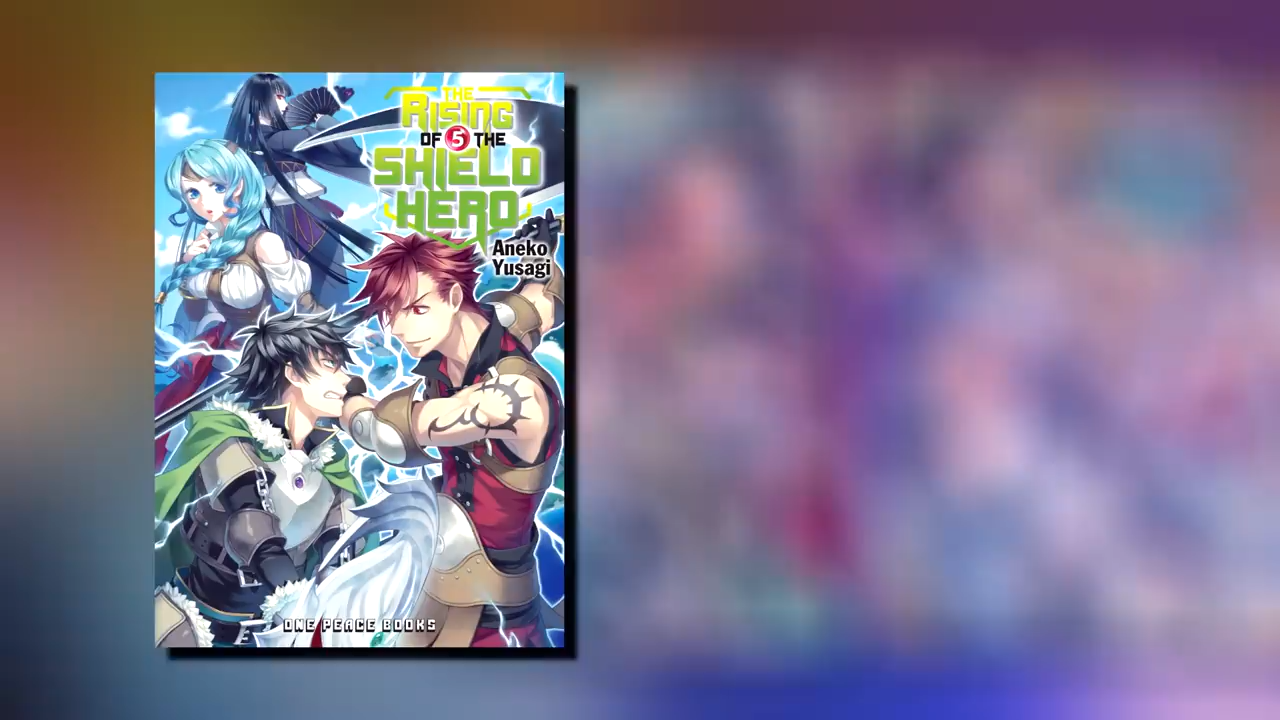 THE
RISING
OF 5 THE
SHIELD
HERO
Aneko
Yusagi
ONE PEACE BOOKS